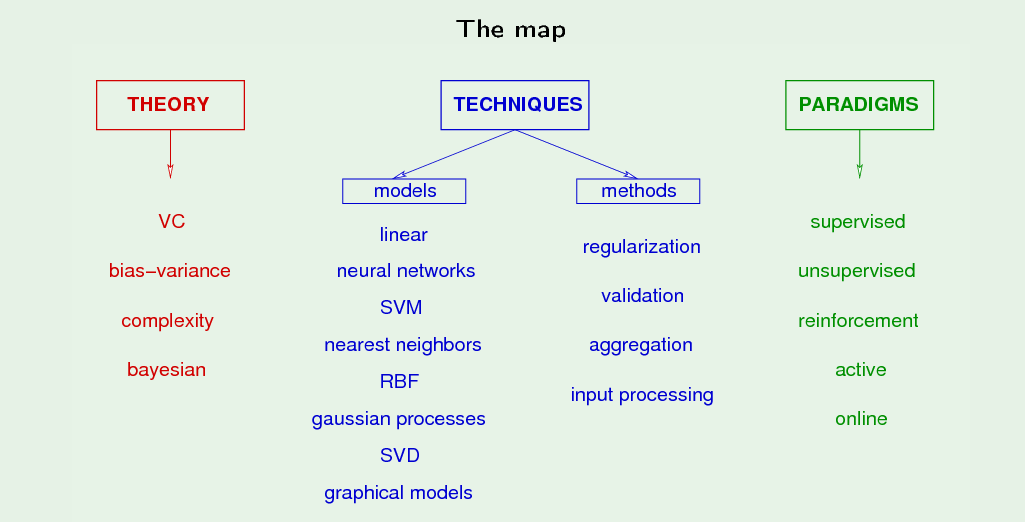 The map
THEORY
VC
bias–variance
complexity
bayesian
TECHNIQUES
models
linear
neural networks
SVM
nearest neighbors
RBF
gaussian processes
SVD
graphical models
methods
regularization
validation
aggregation
input processing
PARADIGMS
supervised
unsupervised
reinforcement
active
online